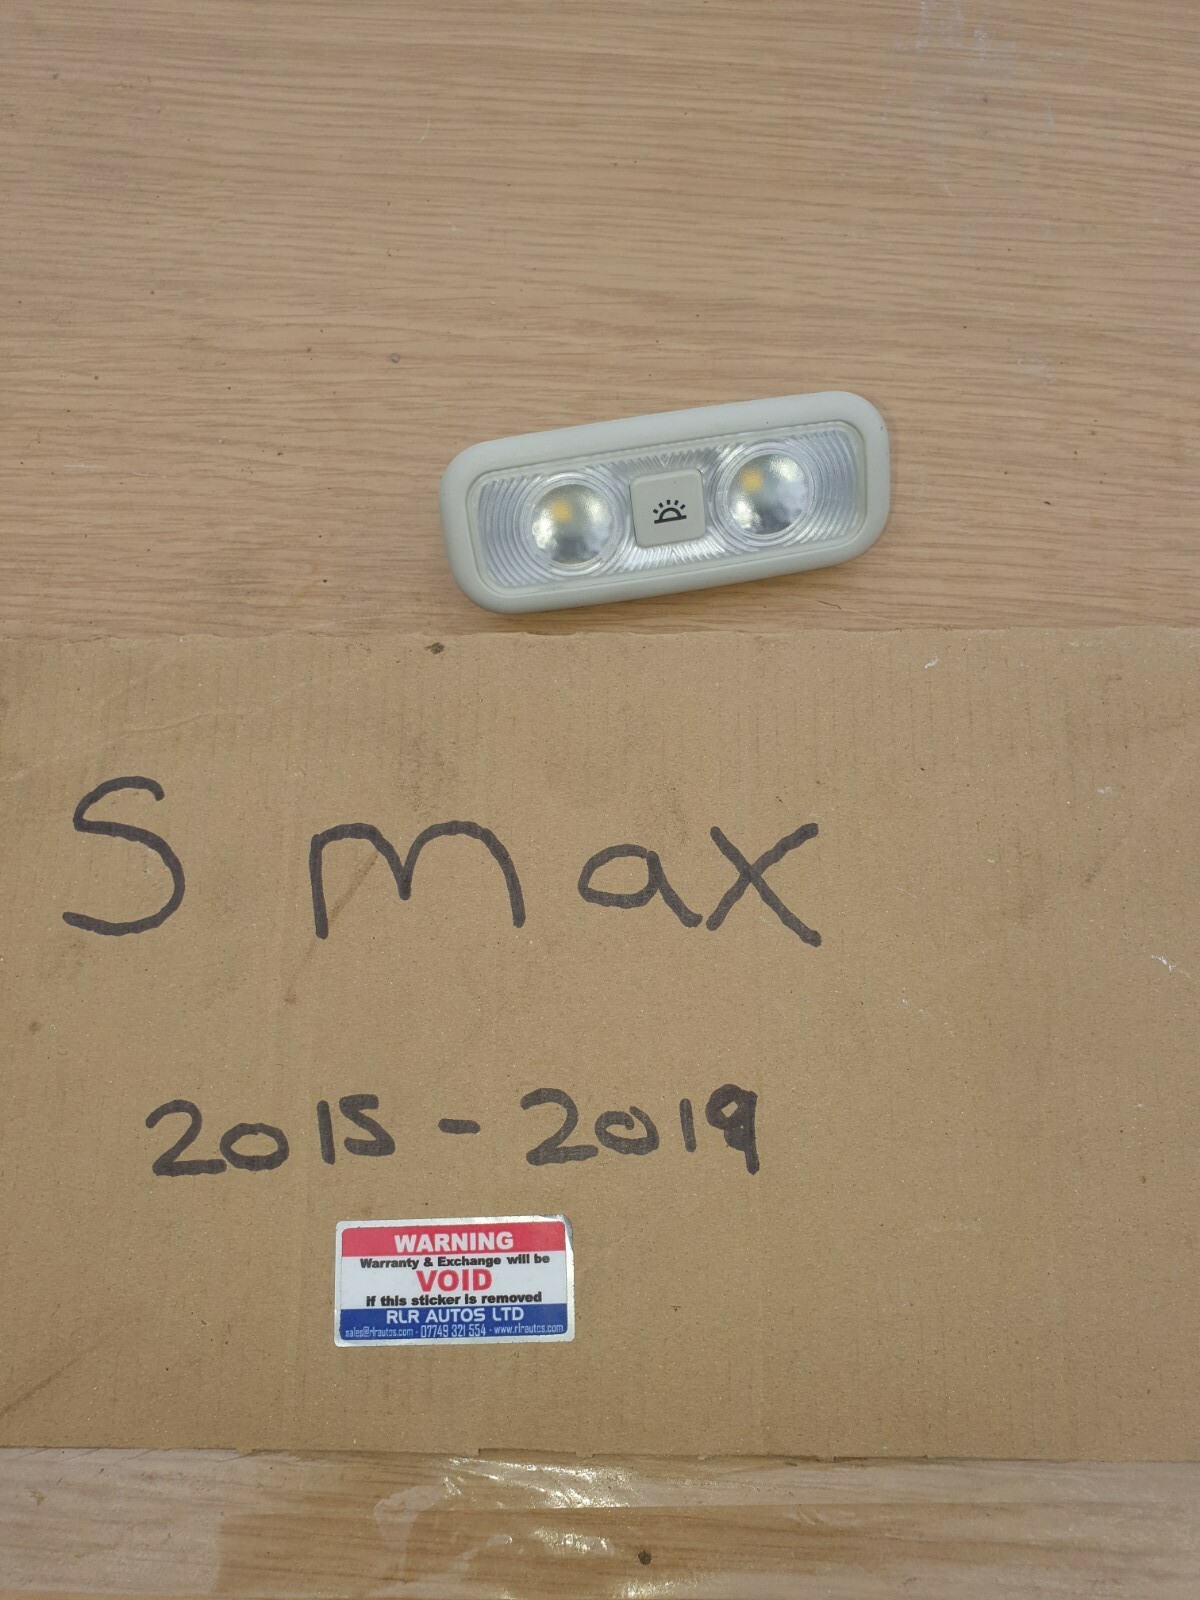 S max
2015 - 2019
WARNING
Warranty & Exchange will be
VOID
if this sticker is removed
RLR AUTOS LTD
sales@rlrautos.com - 07749 321 554 - www.rlrautos.com